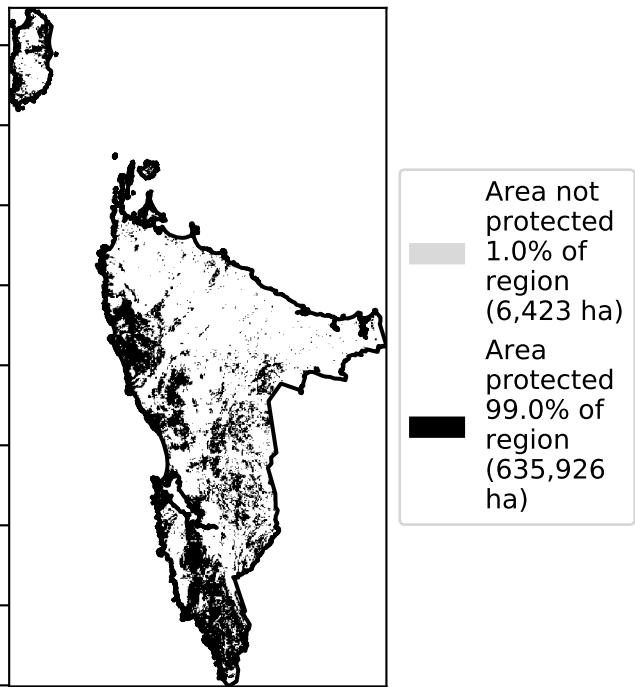 Area not
protected
1.0% of
region
(6,423 ha)
Area
protected
99.0% of
region
(635,926
ha)